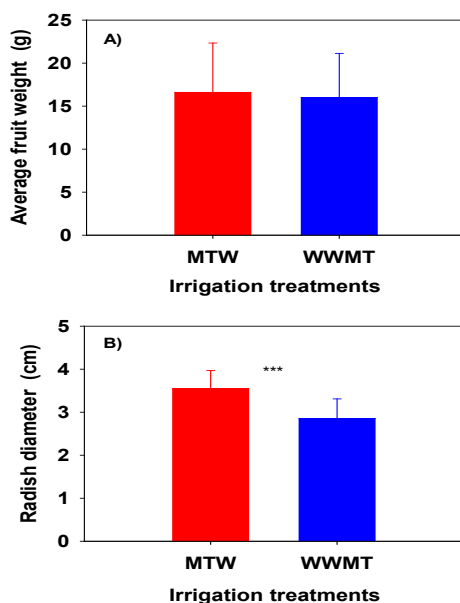 A)
Average fruit weight (g)
25
20
15
10
5
0
MTW WWMT
Irrigation treatments
B)
***
Radish diameter (cm)
5
4
3
2
1
0
MTW WWMT
Irrigation treatments